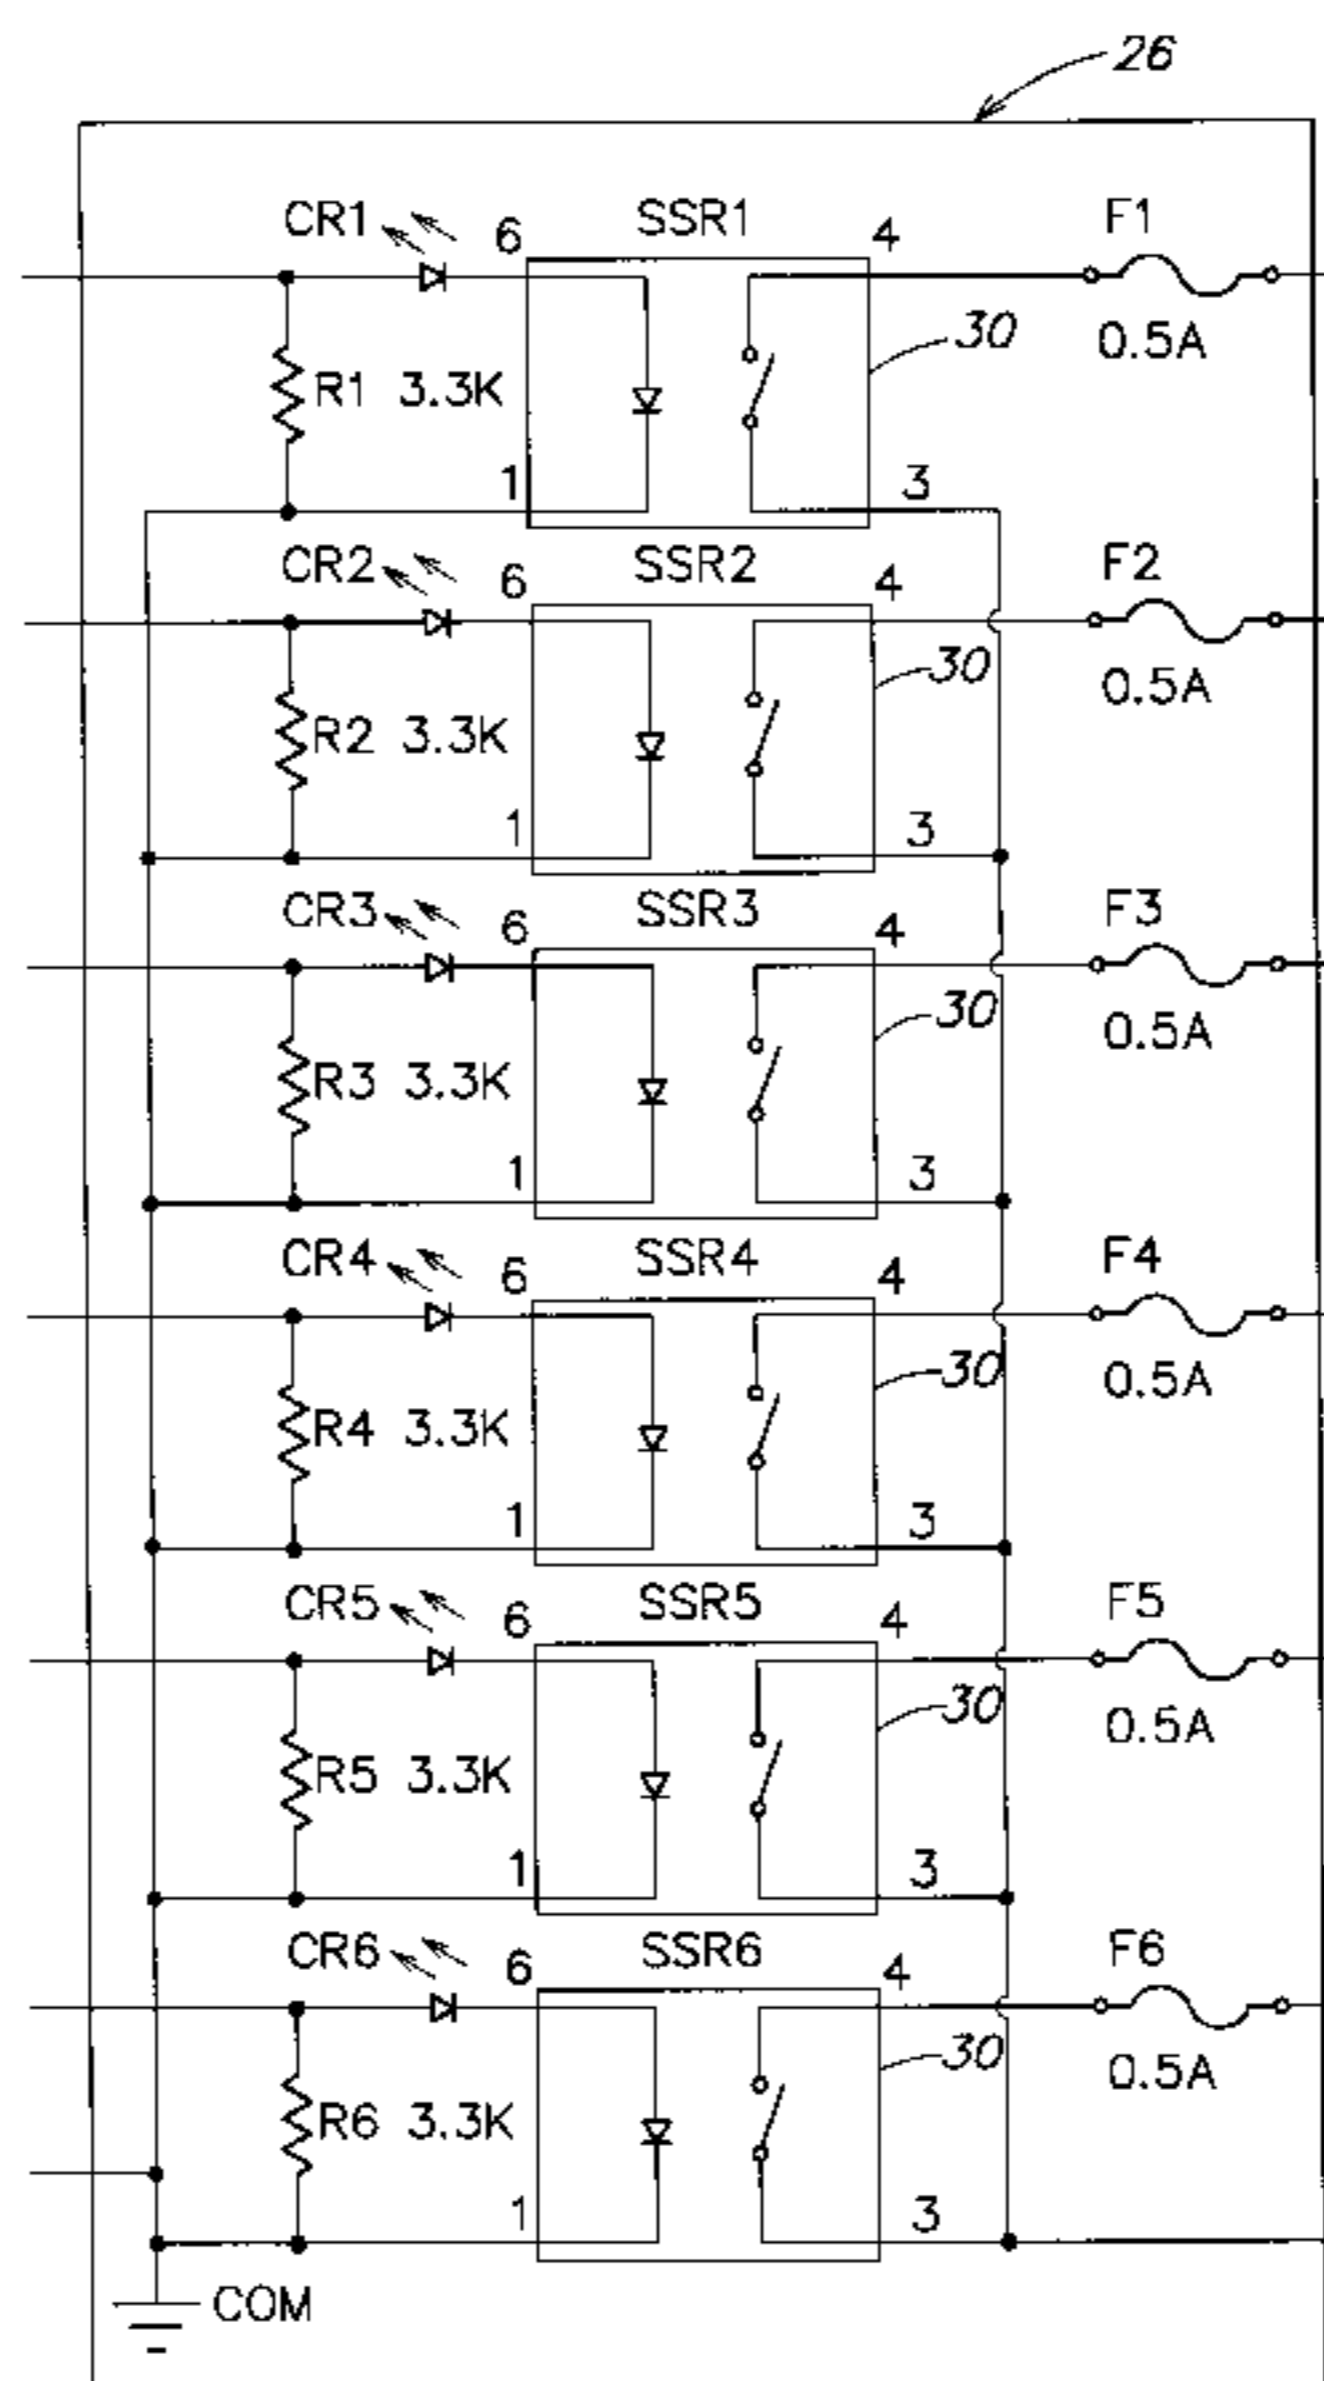 26
CR1 6 SSR1 4 F1
30
0.5A
R1 3.3K
1 3
CR2 6 SSR2 4 F2
30
0.5A
R2 3.3K
1 3
CR3 6 SSR3 4 F3
30
0.5A
R3 3.3K
1 3
CR4 6 SSR4 4 F4
30
0.5A
R4 3.3K
1 3
CR5 6 SSR5 4 F5
30
0.5A
R5 3.3K
1 3
CR6 6 SSR6 4 F6
30
0.5A
R6 3.3K
1 3
COM